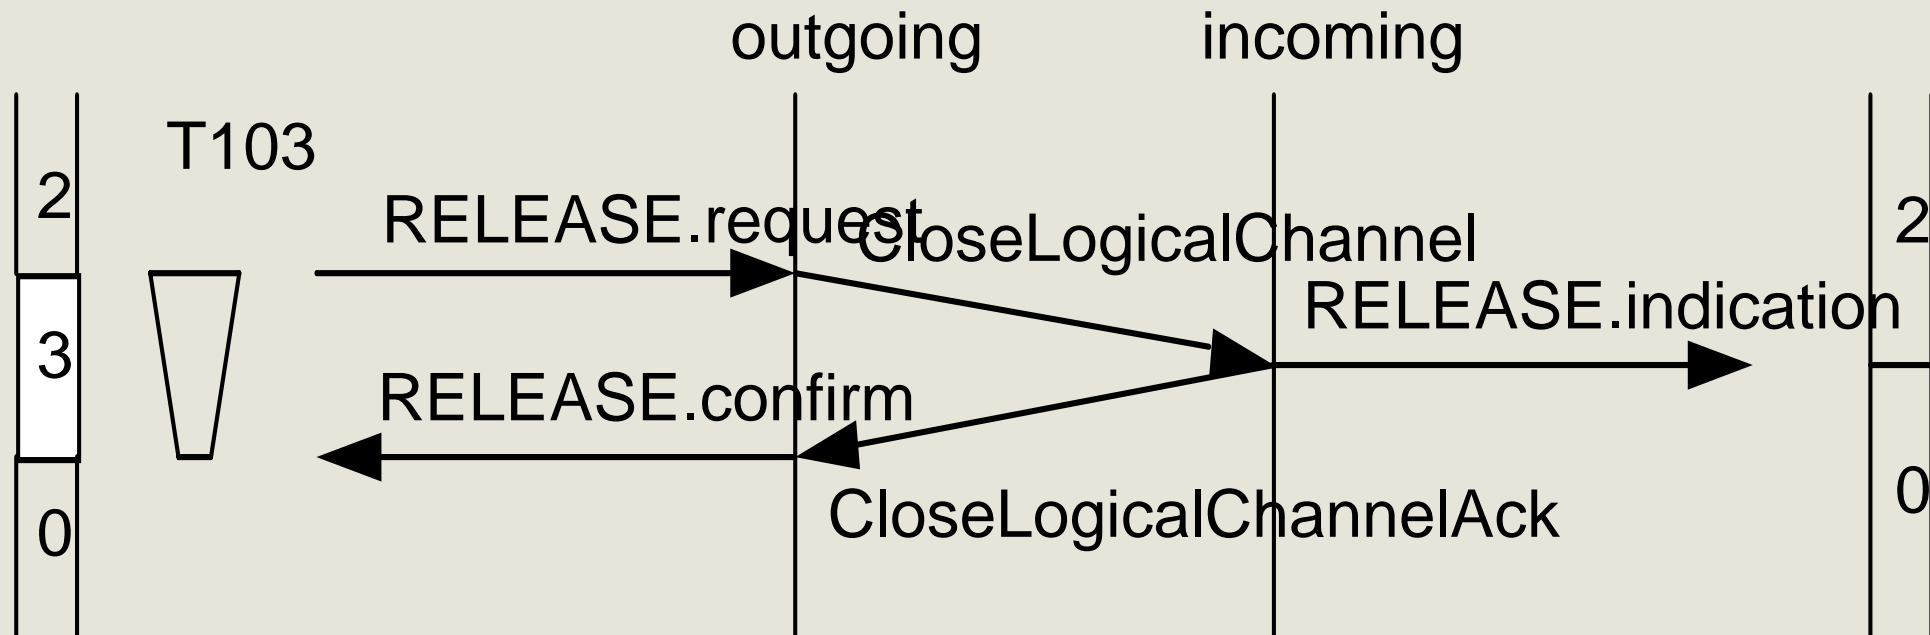 outgoing
incoming
T103
2
RELEASE.request
CloseLogicalChannel
2
RELEASE.indication
3
RELEASE.confirm
0
CloseLogicalChannelAck
0